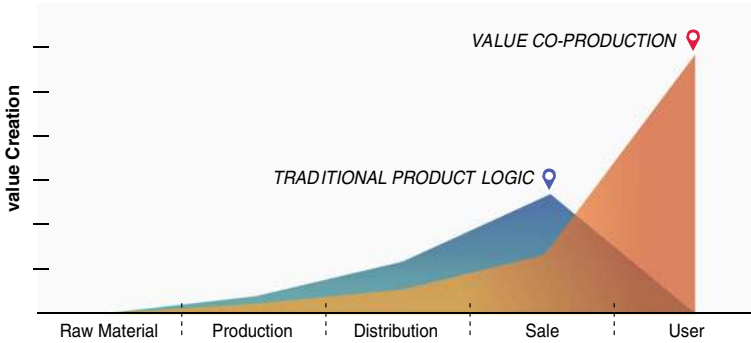 VALUE CO-PRODUCTION
TRADITIONAL PRODUCT LOGIC
value Creation
Raw Material
Production
Distribution
Sale
User